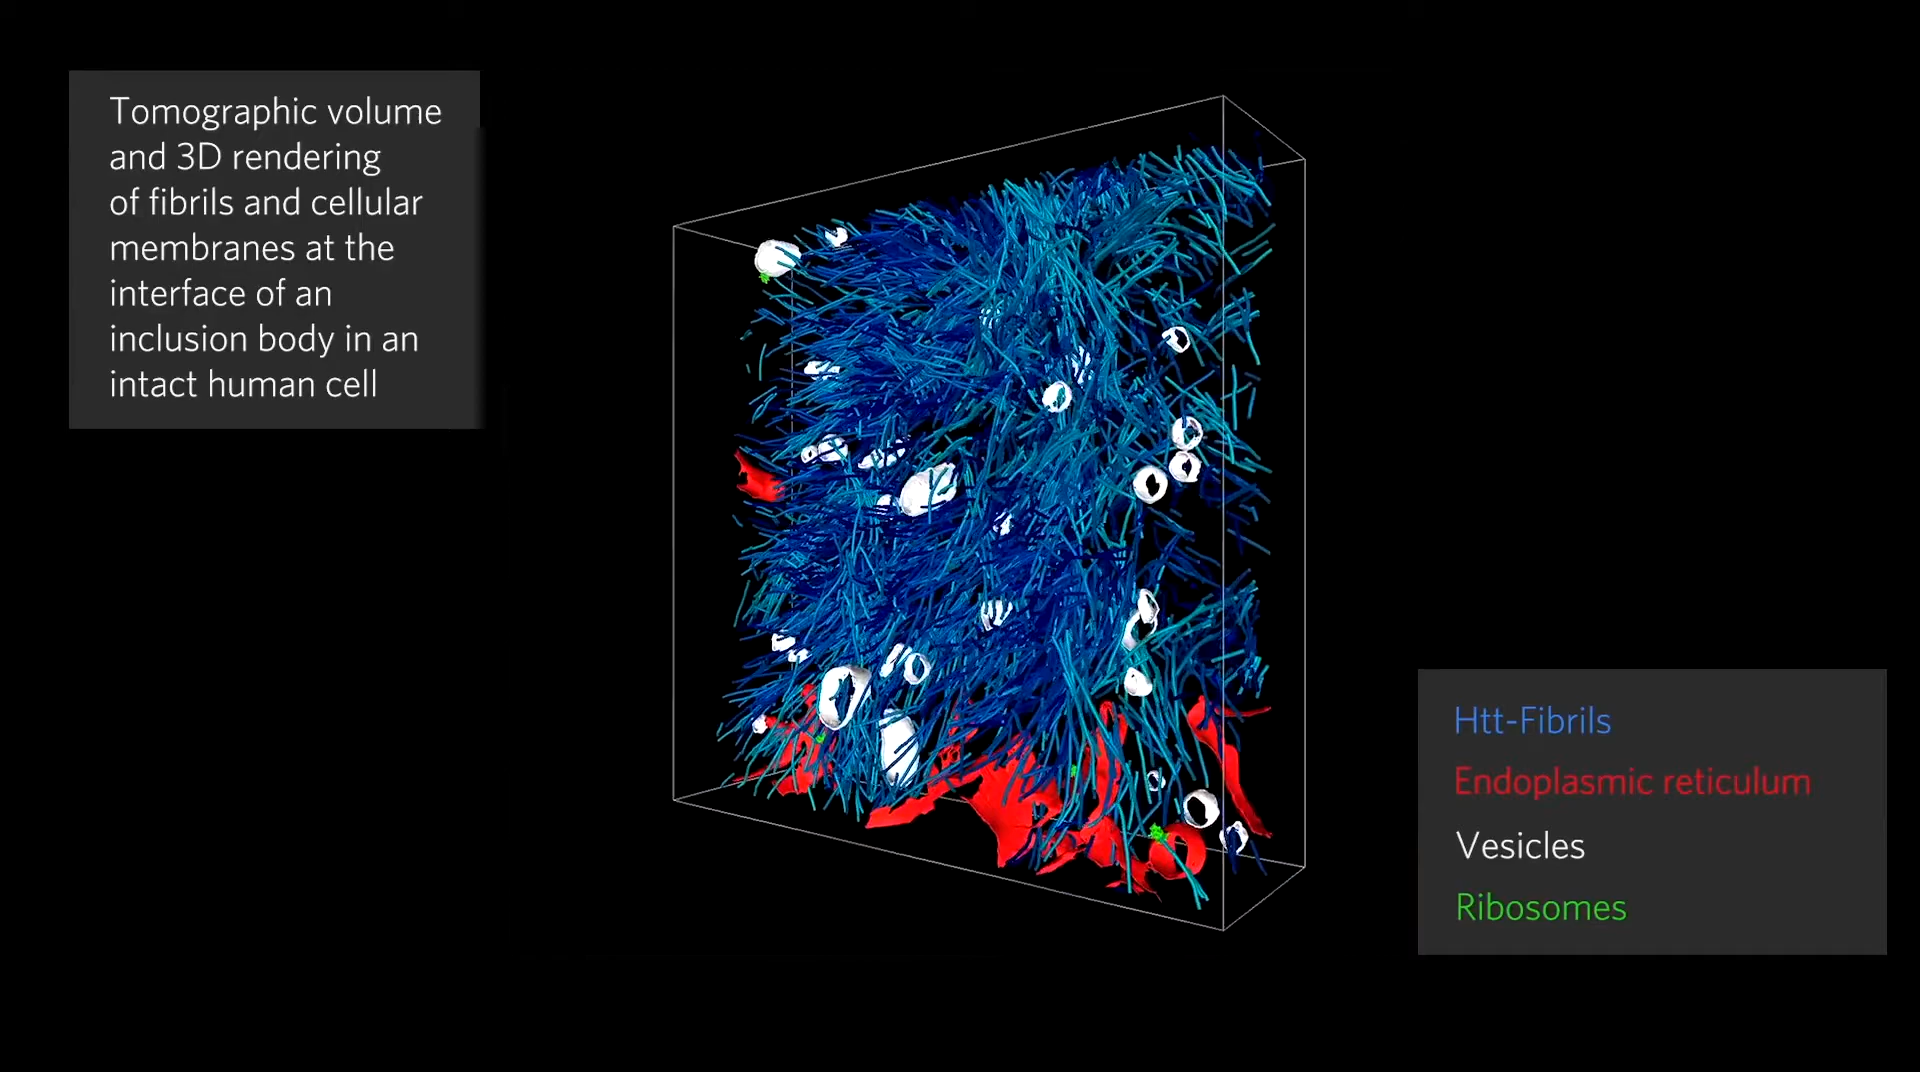 Tomographic volume
and 3D rendering
of fibrils and cellular
membranes at the
interface of an
inclusion body in an
intact human cell
Htt-Fibrils
Endoplasmic reticulum
Vesicles
Ribosomes